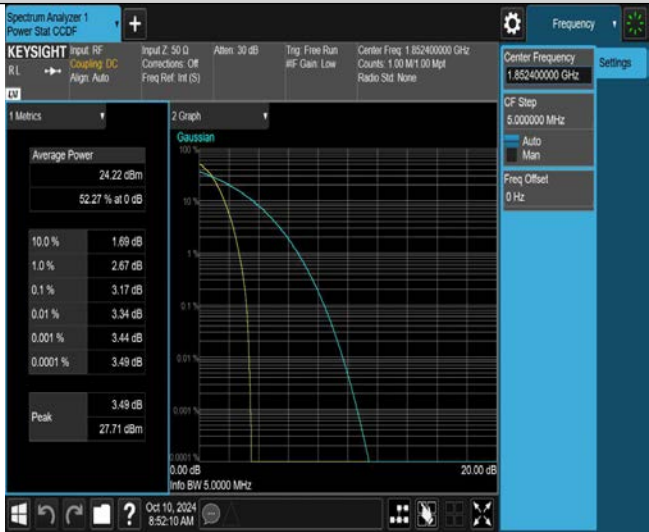 Spectrum Analyzer 1
Power Stat CCDF
Frequency
KEYSIGHT
RL
Input: RF
Coupling: DC
Align: Auto
Input Z: 50 Ω
Corrections: Off
Freq Ref: Int (S)
Atten: 30 dB
Trig: Free Run
#IF Gain: Low
Center Freq: 1.852400000 GHz
Counts: 1.00 M/1.00 Mpt
Radio Std: None
1 Metrics
Average Power
24.22 dBm
52.27 % at 0 dB
10.0 % 1.69 dB
1.0 % 2.67 dB
0.1 % 3.17 dB
0.01 % 3.34 dB
0.001 % 3.44 dB
0.0001 % 3.49 dB
Peak
3.49 dB
27.71 dBm
2 Graph
Gaussian
100 %
10 %
1 %
0.1 %
0.01 %
0.001 %
0.0001 %
0.00 dB
20.00 dB
Info BW 5.0000 MHz
Center Frequency
1.852400000 GHz
Settings
CF Step
5.000000 MHz
Auto
Man
Freq Offset
0 Hz
?
Oct 10, 2024
8:52:10 AM